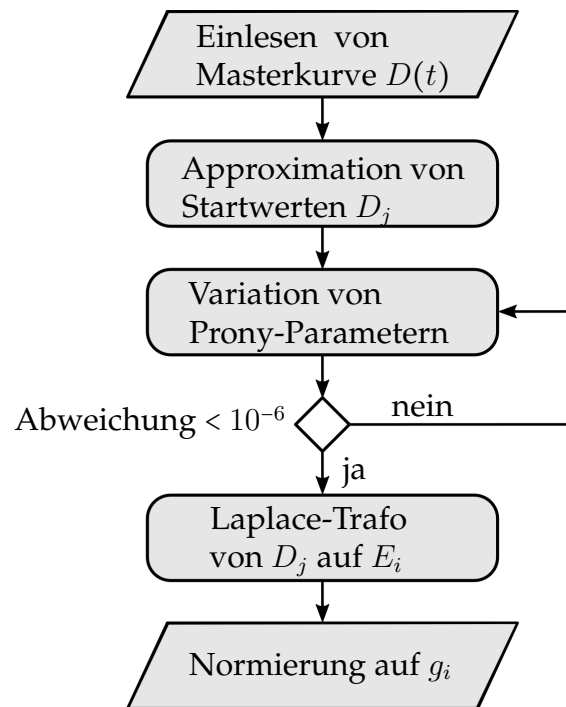 Einlesen von
Masterkurve D(t)
Approximation von
Startwerten D_j
Variation von
Prony-Parametern
Abweichung < 10⁻⁶
nein
ja
Laplace-Trafo
von D_j auf E_i
Normierung auf g_i